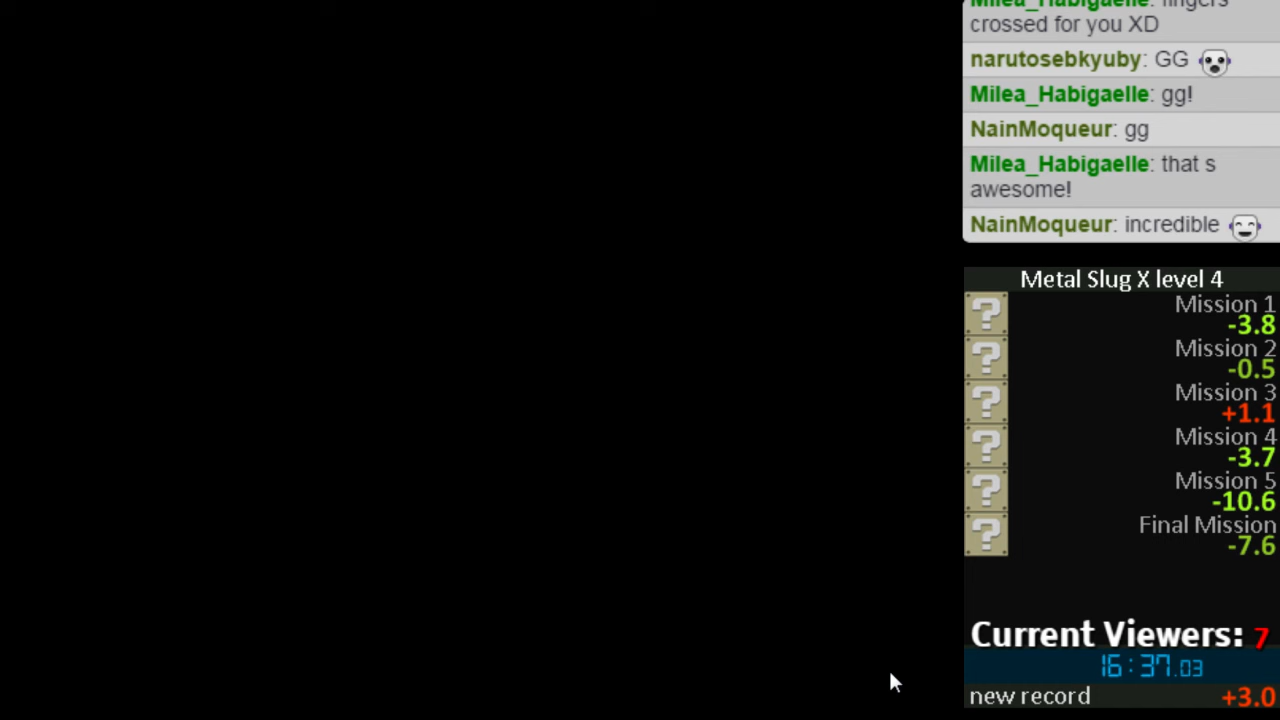 Milea_Habigaelle: fingers
crossed for you XD
narutosebkyuby: GG
Milea_Habigaelle: gg!
NainMoqueur: gg
Milea_Habigaelle: that s
awesome!
NainMoqueur: incredible
Metal Slug X level 4
Mission 1
-3.8
Mission 2
-0.5
Mission 3
+1.1
Mission 4
-3.7
Mission 5
-10.6
Final Mission
-7.6
Current Viewers: 7
16:37.03
new record +3.0